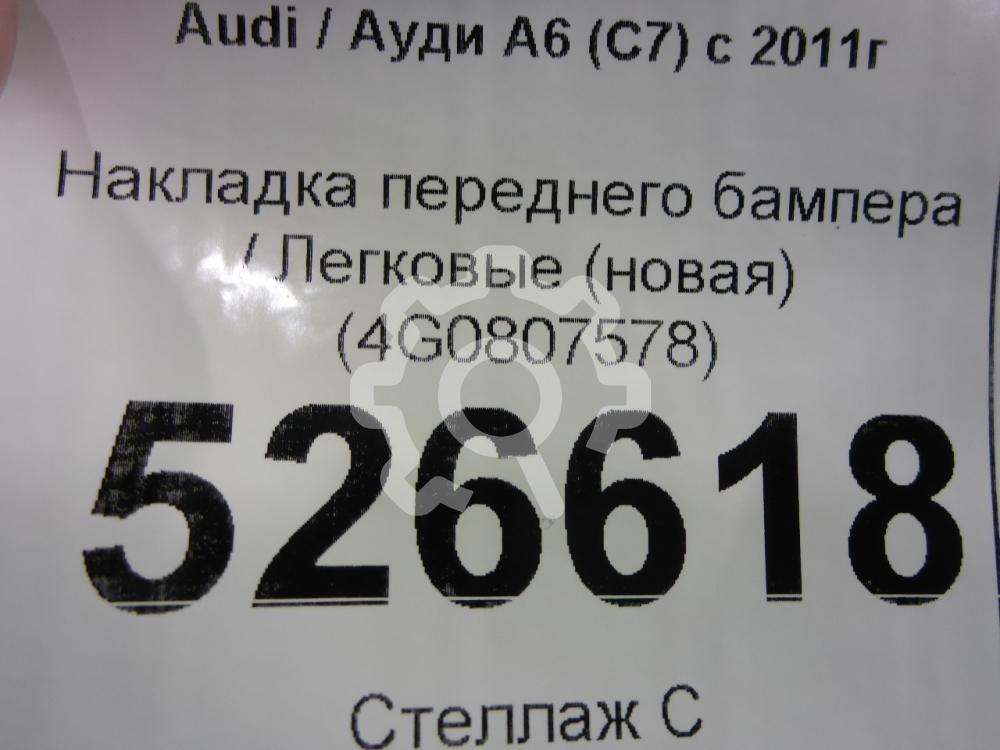 Audi / Ауди А6 (С7) с 2011г
Накладка переднего бампера
/ Легковые (новая)
(4G0807578)
526618
Стеллаж С